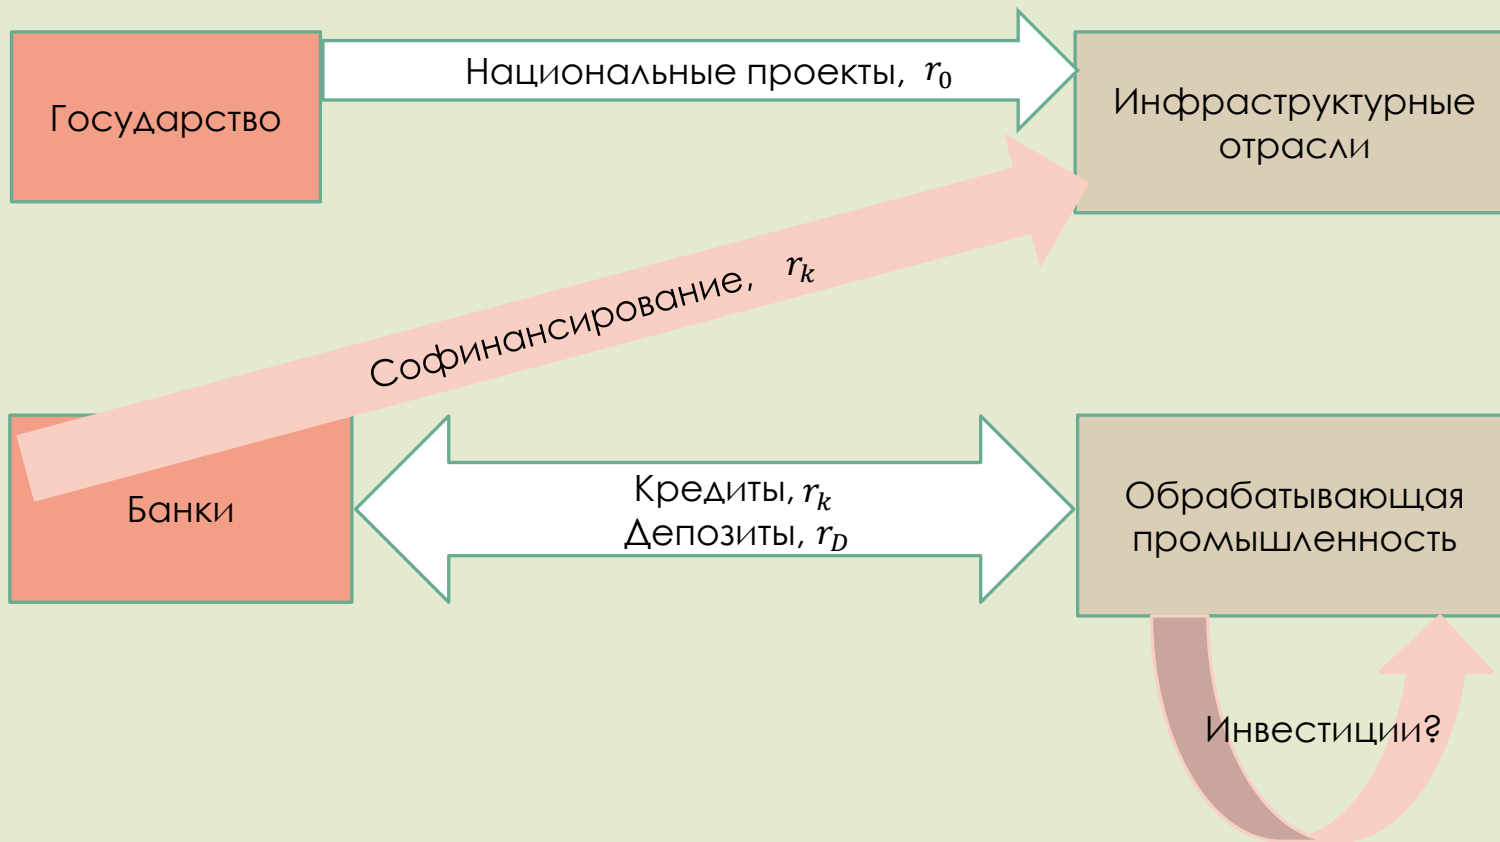 Государство
Национальные проекты, r₀
Инфраструктурные
отрасли
Софинансирование, rₖ
Банки
Кредиты, rₖ
Депозиты, r_D
Обрабатывающая
промышленность
Инвестиции?